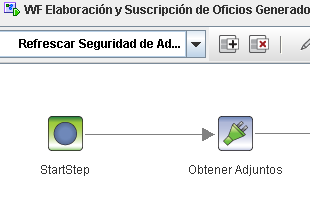 WF Elaboración y Suscripción de Oficios Generado
Refrescar Seguridad de Ad...
StartStep
Obtener Adjuntos